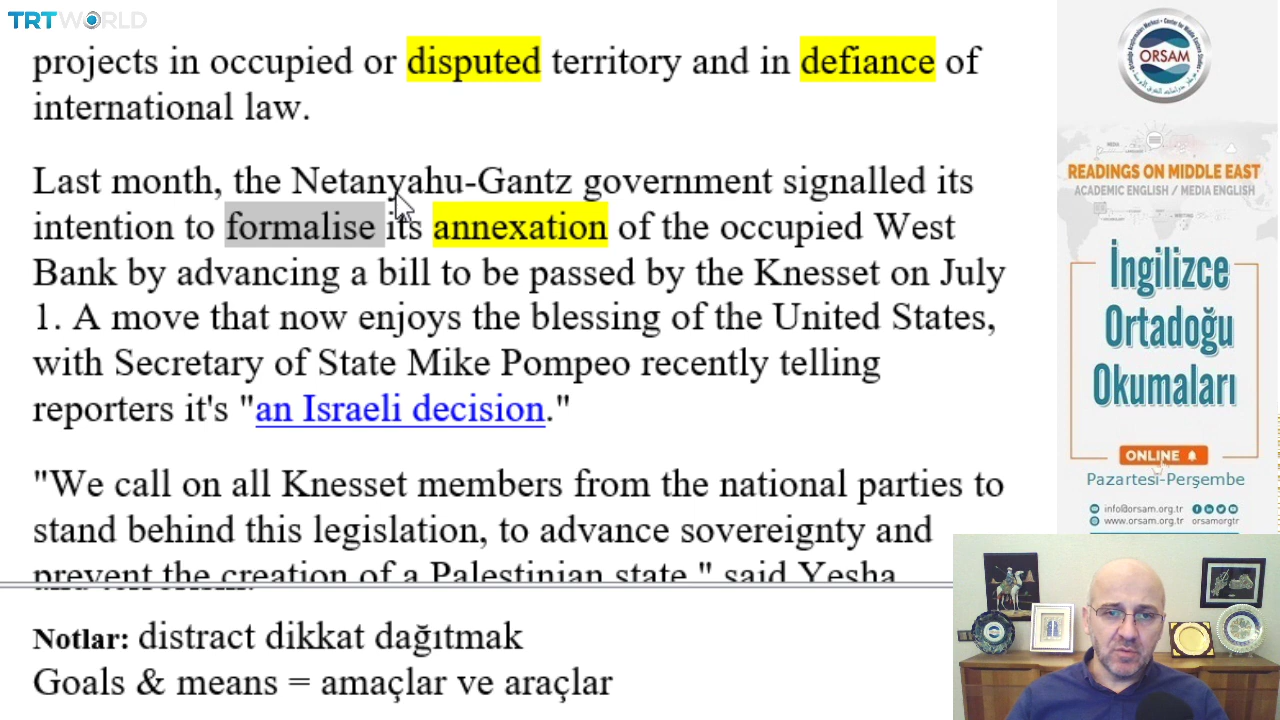 TRT WORLD
projects in occupied or disputed territory and in defiance of
international law.
Last month, the Netanyahu-Gantz government signalled its
intention to formalise its annexation of the occupied West
Bank by advancing a bill to be passed by the Knesset on July
1. A move that now enjoys the blessing of the United States,
with Secretary of State Mike Pompeo recently telling
reporters it's "an Israeli decision."
"We call on all Knesset members from the national parties to
stand behind this legislation, to advance sovereignty and
prevent the creation of a Palestinian state," said Yesha
Notlar: distract dikkat dağıtmak
Goals & means = amaçlar ve araçlar
ORSAM
READINGS ON MIDDLE EAST
ACADEMIC ENGLISH / MEDIA ENGLISH
İngilizce
Ortadoğu
Okumaları
ONLINE
Pazartesi-Perşembe
info@orsam.org.tr
www.orsam.org.tr orsamorgtr